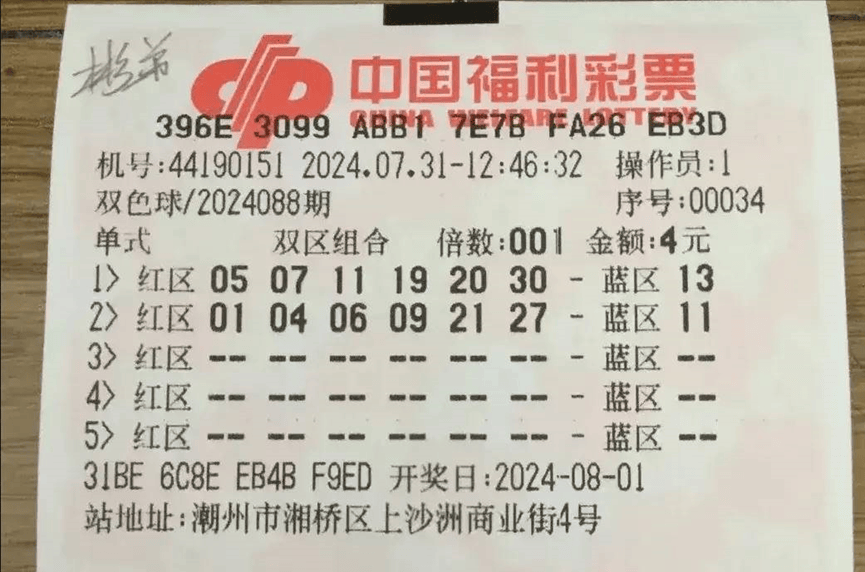 彬弟
中国福利彩票
CHINA WELFARE LOTTERY
396E 3099 ABB1 7E7B FA26 EB3D
机号:44190151 2024.07.31-12:46:32 操作员:1
双色球/2024088期 序号:00034
单式 双区组合 倍数:001 金额:4元
1> 红区 05 07 11 19 20 30 - 蓝区 13
2> 红区 01 04 06 09 21 27 - 蓝区 11
3> 红区 -- -- -- -- -- -- - 蓝区 --
4> 红区 -- -- -- -- -- -- - 蓝区 --
5> 红区 -- -- -- -- -- -- - 蓝区 --
31BE 6C8E EB4B F9ED 开奖日:2024-08-01
站地址:潮州市湘桥区上沙洲商业街4号